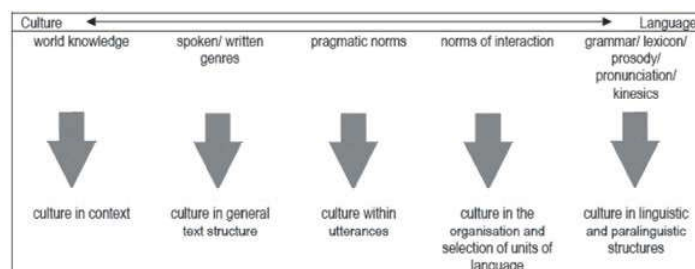 Culture Language
world knowledge
spoken/ written
genres
pragmatic norms
norms of interaction
grammar/ lexicon/
prosody/
pronunciation/
kinesics
culture in context
culture in general
text structure
culture within
utterances
culture in the
organisation and
selection of units of
language
culture in linguistic
and paralinguistic
structures